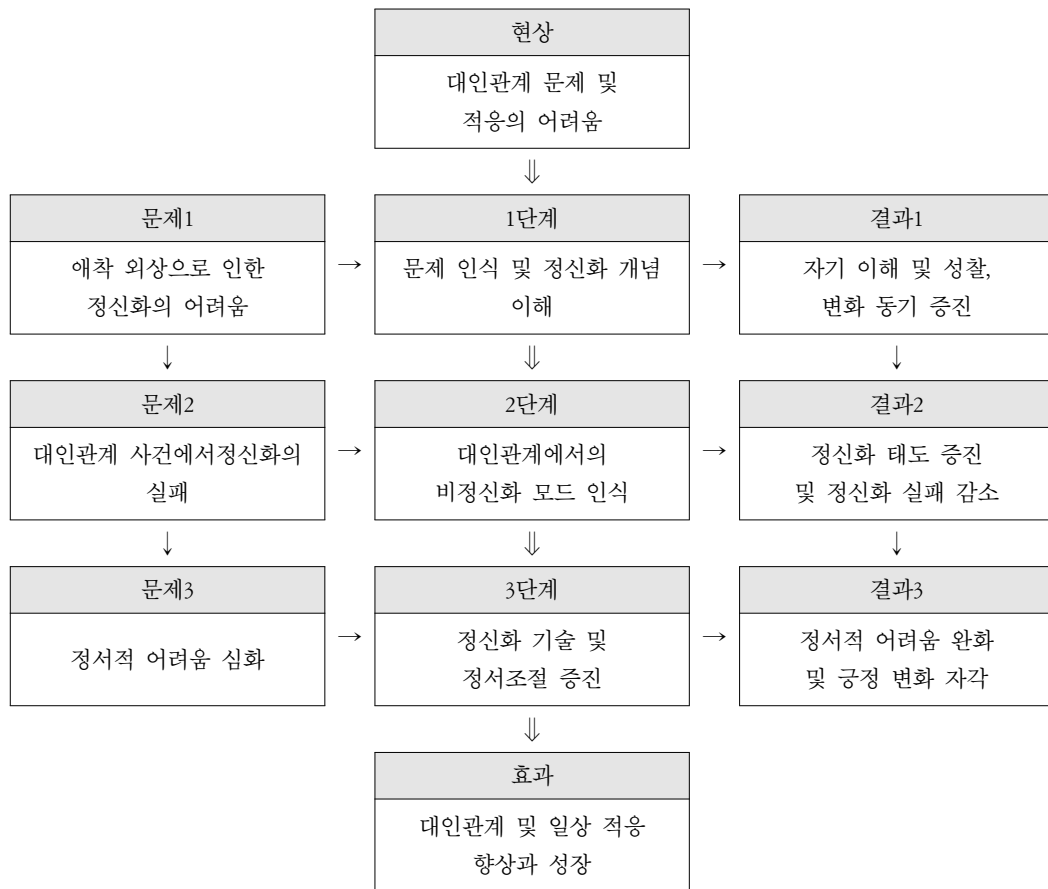 현상
대인관계 문제 및
적응의 어려움
⇓
문제1
애착 외상으로 인한
정신화의 어려움
→
1단계
문제 인식 및 정신화 개념
이해
→
결과1
자기 이해 및 성찰,
변화 동기 증진
↓
⇓
↓
문제2
대인관계 사건에서정신화의
실패
→
2단계
대인관계에서의
비정신화 모드 인식
→
결과2
정신화 태도 증진
및 정신화 실패 감소
↓
⇓
↓
문제3
정서적 어려움 심화
→
3단계
정신화 기술 및
정서조절 증진
→
결과3
정서적 어려움 완화
및 긍정 변화 자각
⇓
효과
대인관계 및 일상 적응
향상과 성장